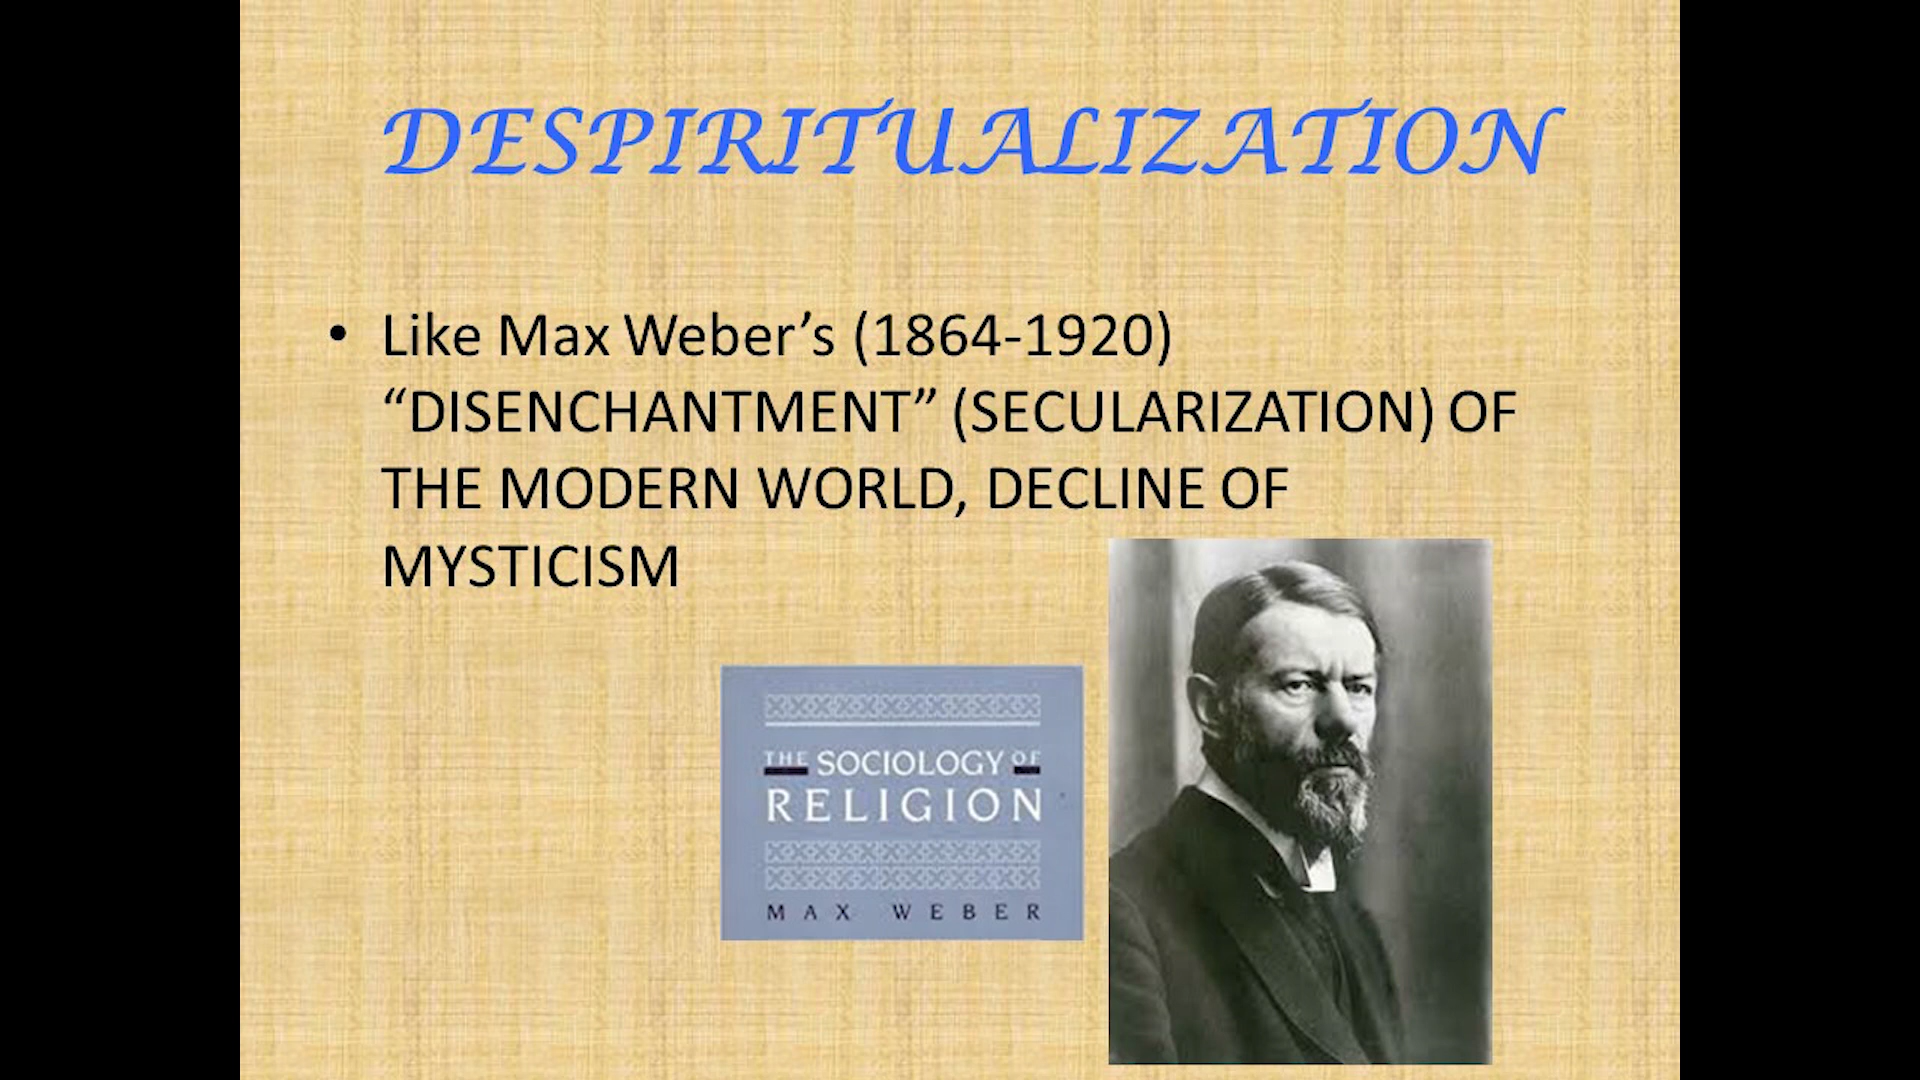 DESPIRITUALIZATION
• Like Max Weber’s (1864-1920)
“DISENCHANTMENT” (SECULARIZATION) OF
THE MODERN WORLD, DECLINE OF
MYSTICISM
THE SOCIOLOGY OF
RELIGION
MAX WEBER